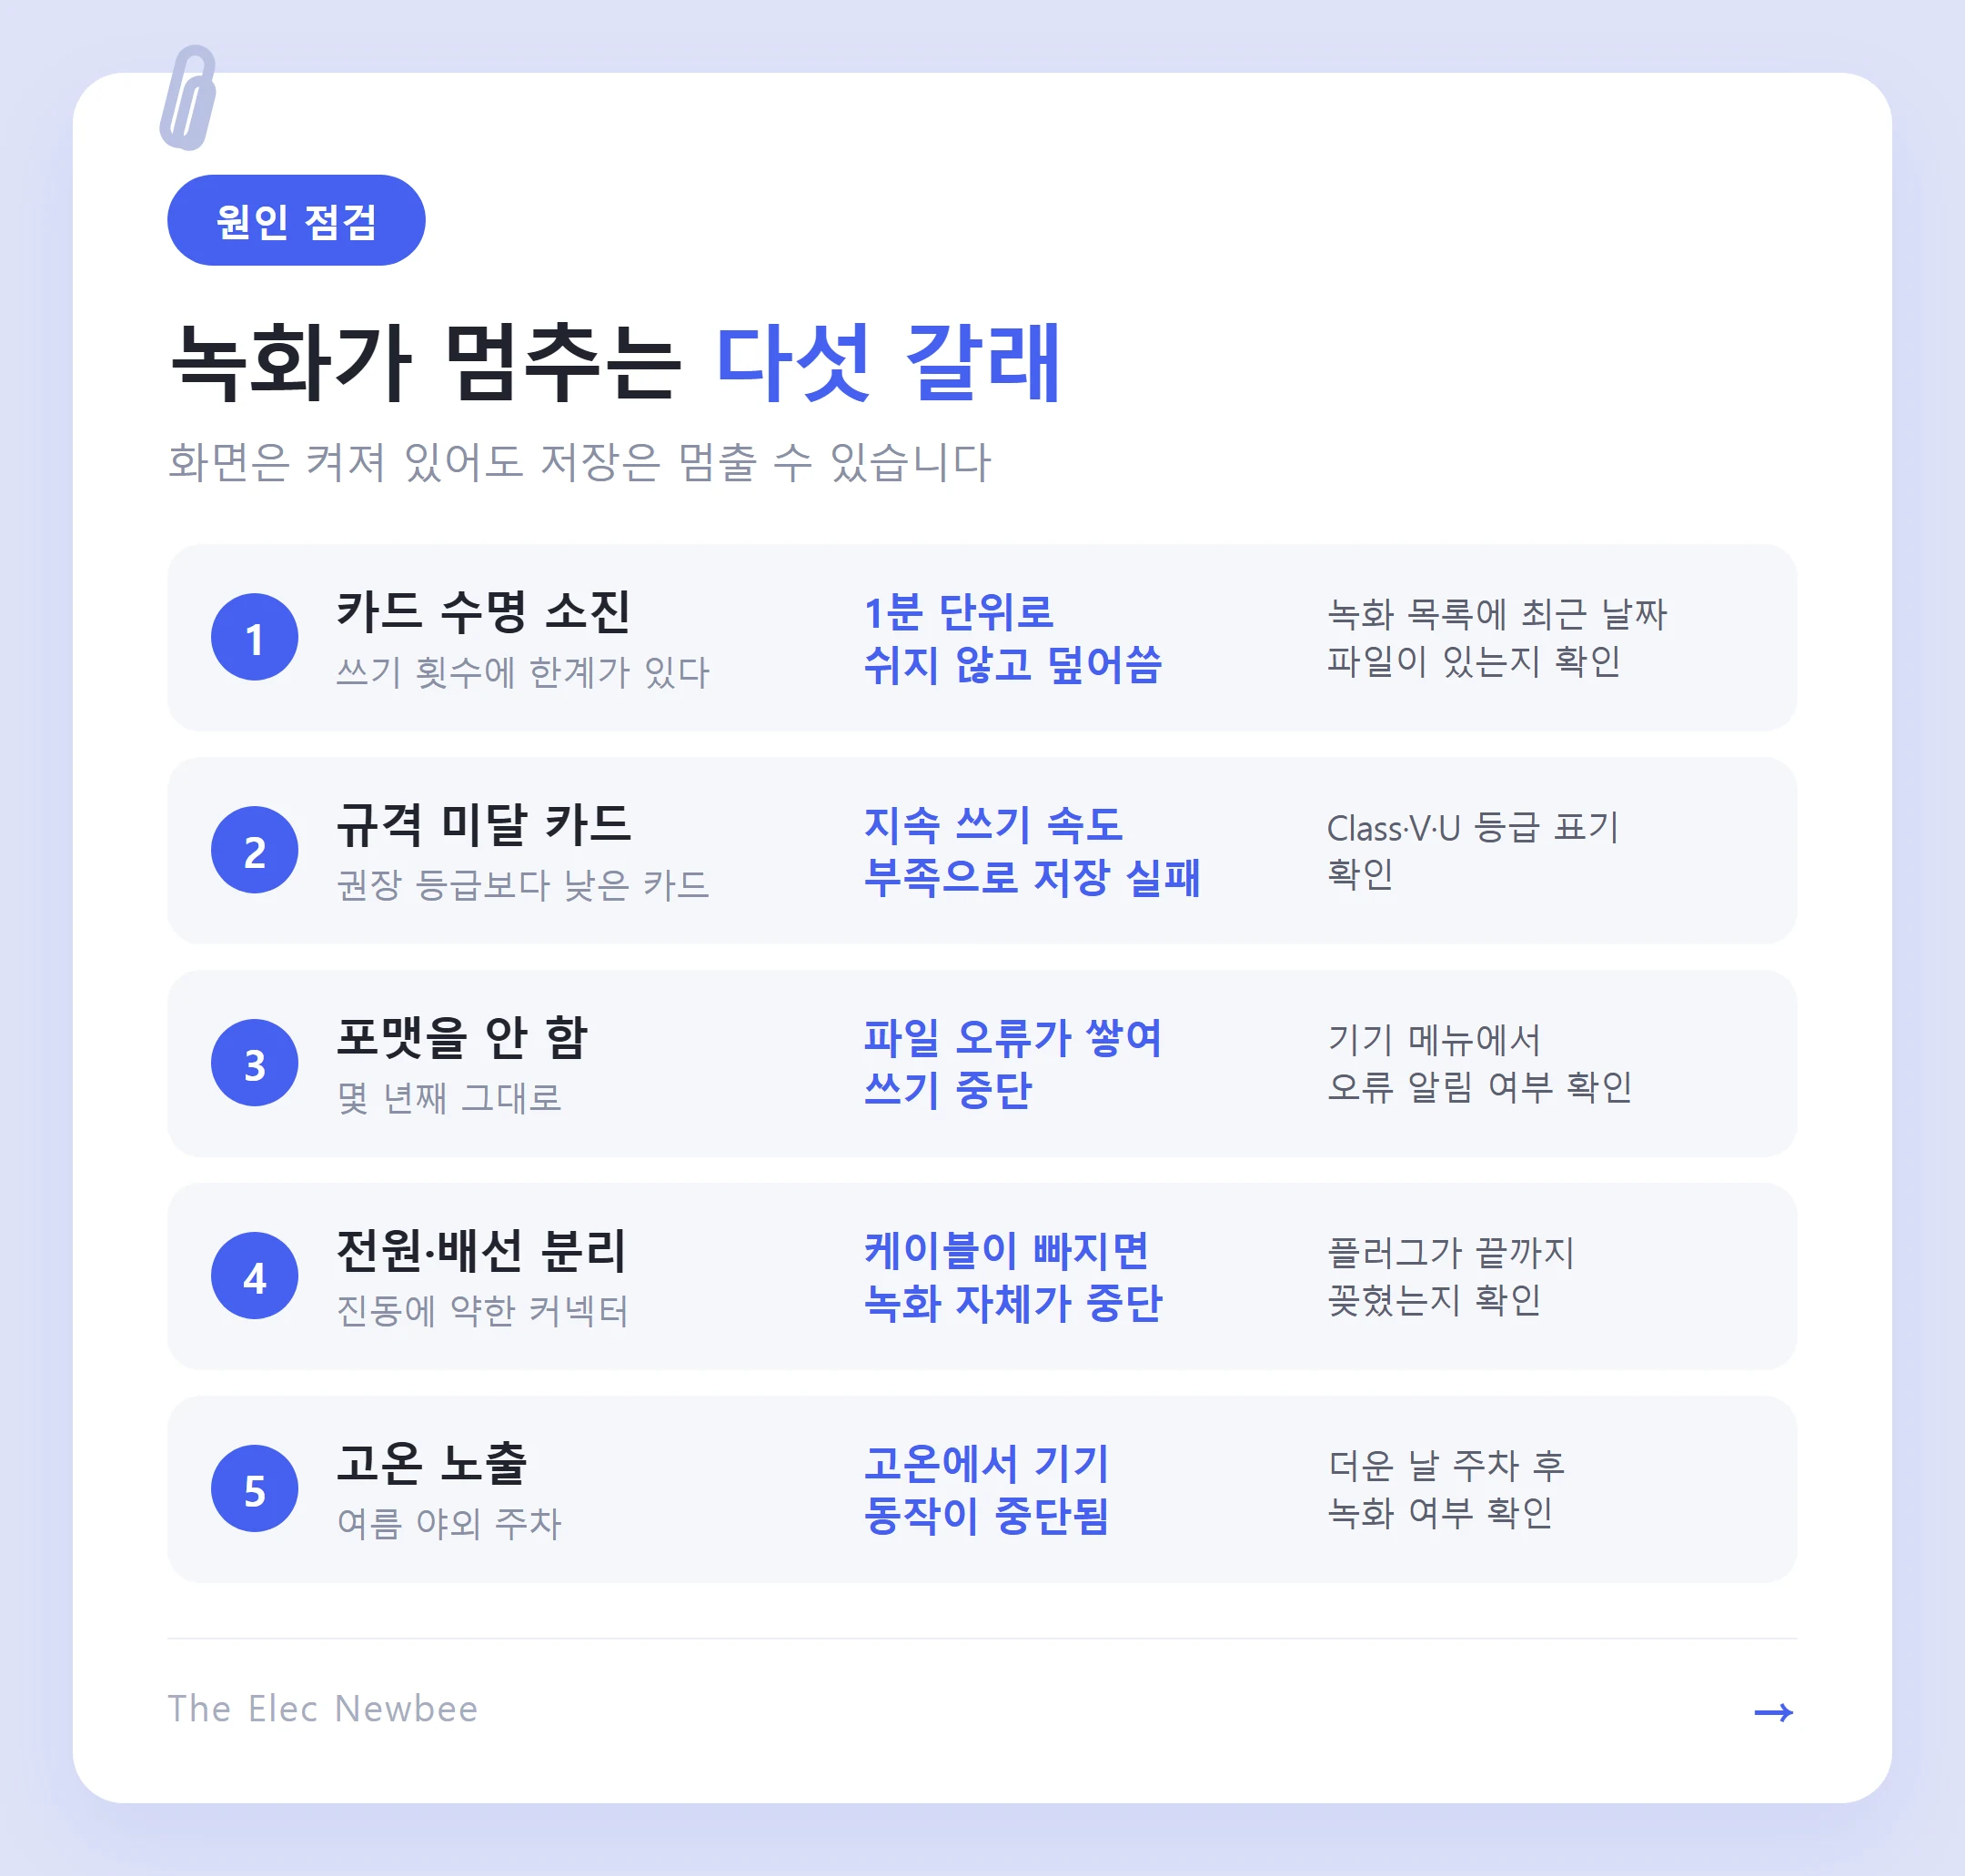 원인 점검
녹화가 멈추는 다섯 갈래
화면은 켜져 있어도 저장은 멈출 수 있습니다
1
카드 수명 소진
쓰기 횟수에 한계가 있다
1분 단위로
쉬지 않고 덮어씀
녹화 목록에 최근 날짜
파일이 있는지 확인
2
규격 미달 카드
권장 등급보다 낮은 카드
지속 쓰기 속도
부족으로 저장 실패
Class·V·U 등급 표기
확인
3
포맷을 안 함
몇 년째 그대로
파일 오류가 쌓여
쓰기 중단
기기 메뉴에서
오류 알림 여부 확인
4
전원·배선 분리
진동에 약한 커넥터
케이블이 빠지면
녹화 자체가 중단
플러그가 끝까지
꽂혔는지 확인
5
고온 노출
여름 야외 주차
고온에서 기기
동작이 중단됨
더운 날 주차 후
녹화 여부 확인
The Elec Newbee
→